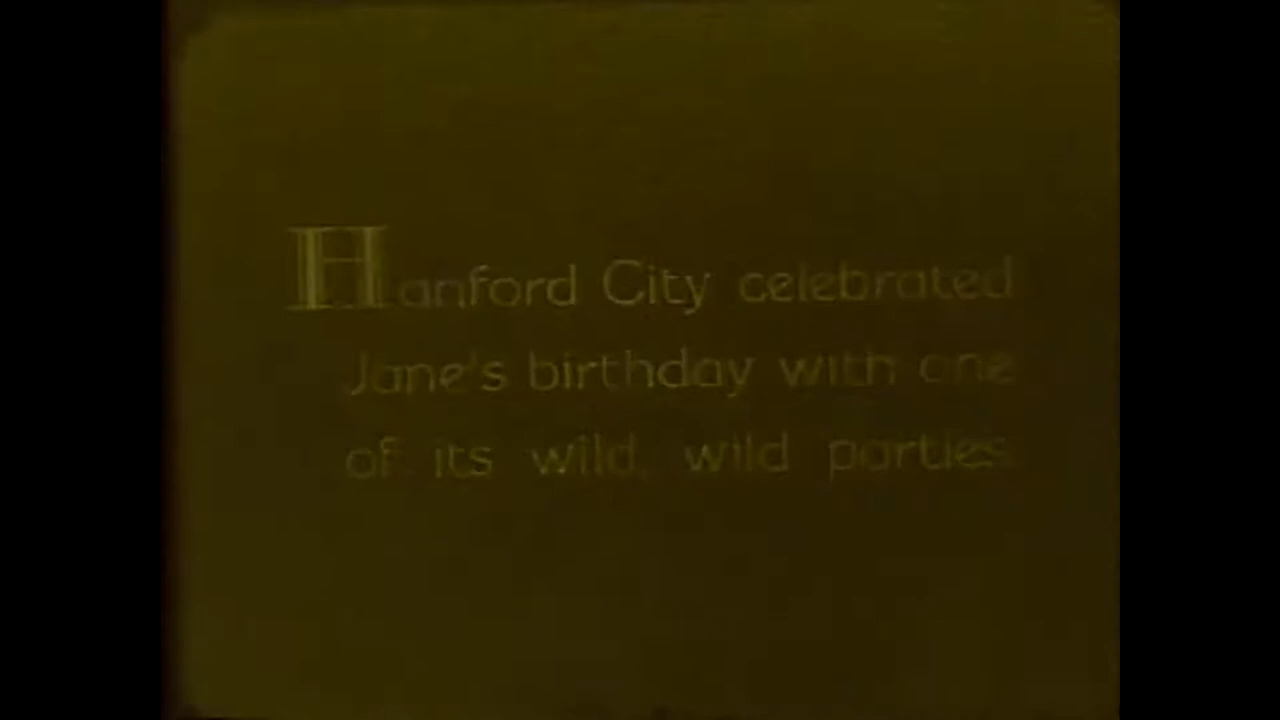 Hanford City celebrated
Jane's birthday with one
of its wild, wild parties.